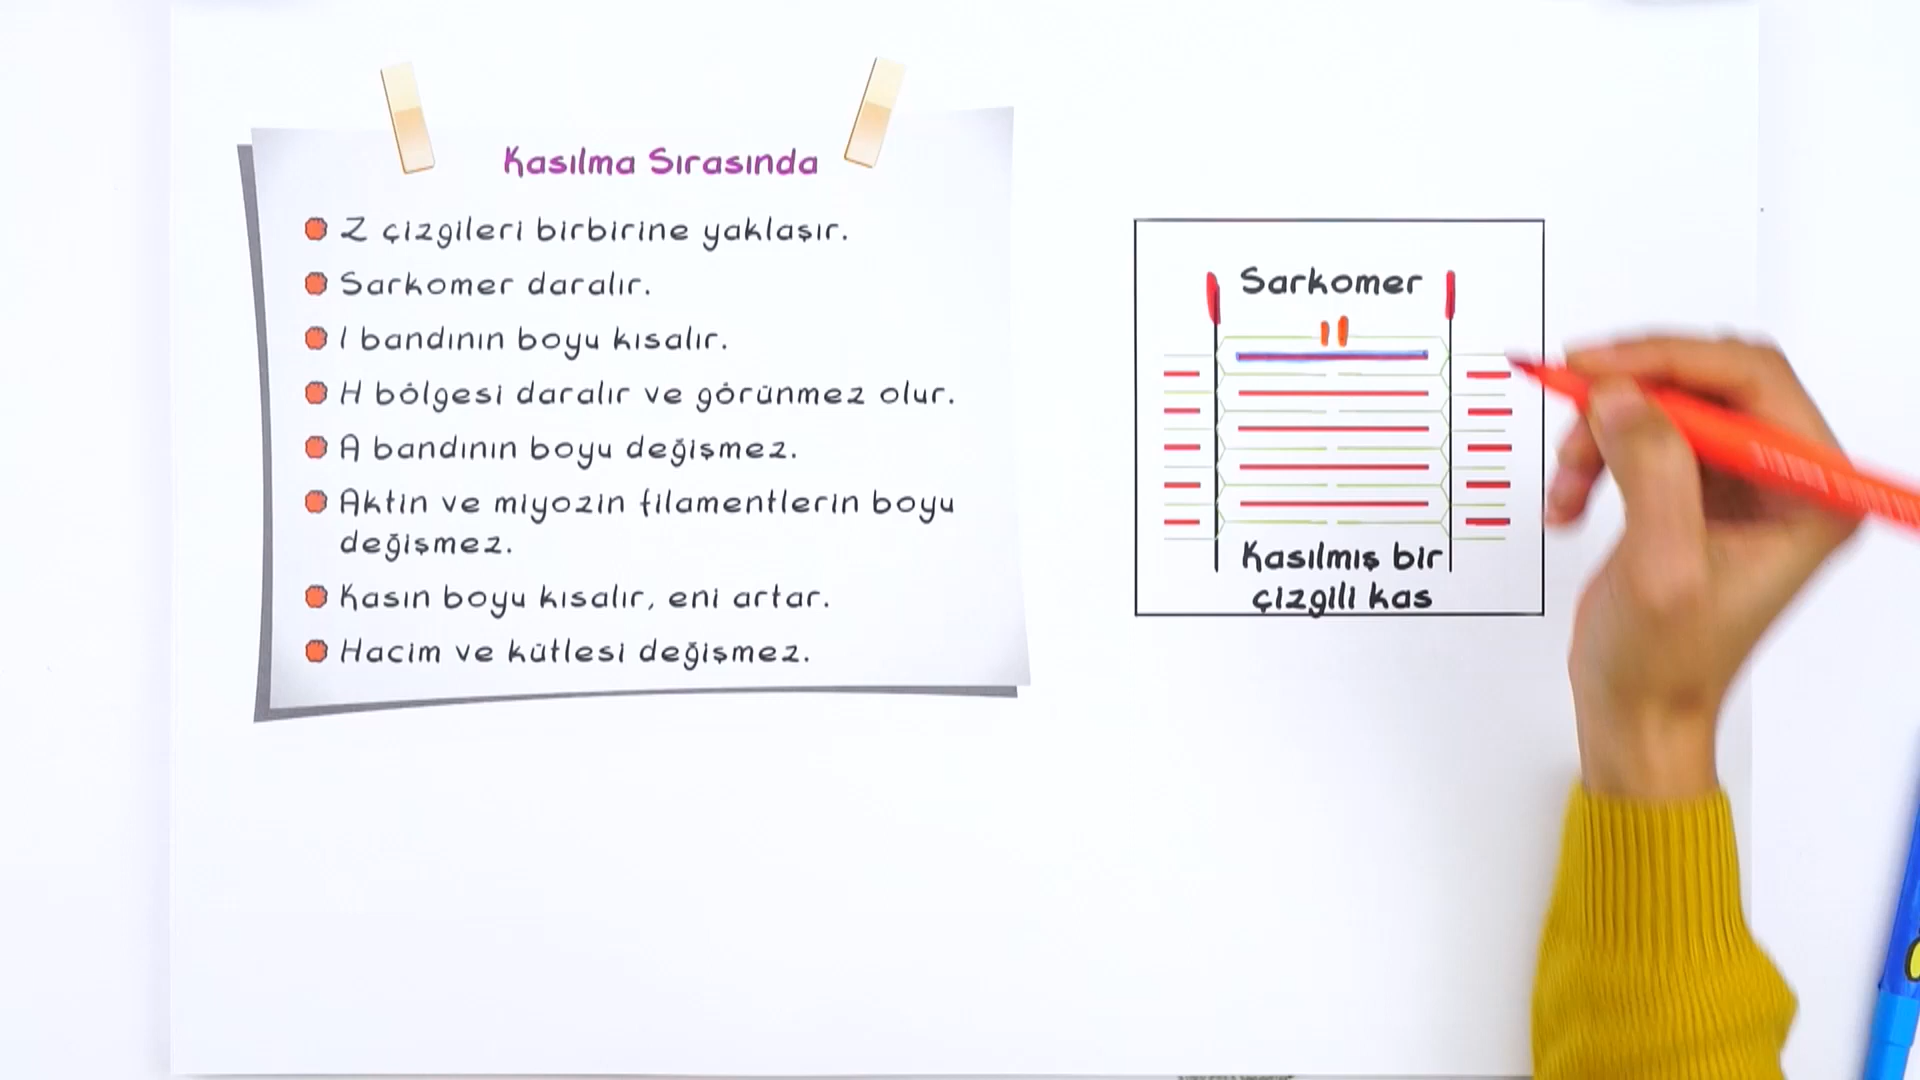 Kasılma Sırasında
Z çizgileri birbirine yaklaşır.
Sarkomer daralır.
I bandının boyu kısalır.
H bölgesi daralır ve görünmez olur.
A bandının boyu değişmez.
Aktin ve miyozin filamentlerin boyu
değişmez.
Kasın boyu kısalır, eni artar.
Hacim ve kütlesi değişmez.
Sarkomer
Kasılmış bir
çizgili kas